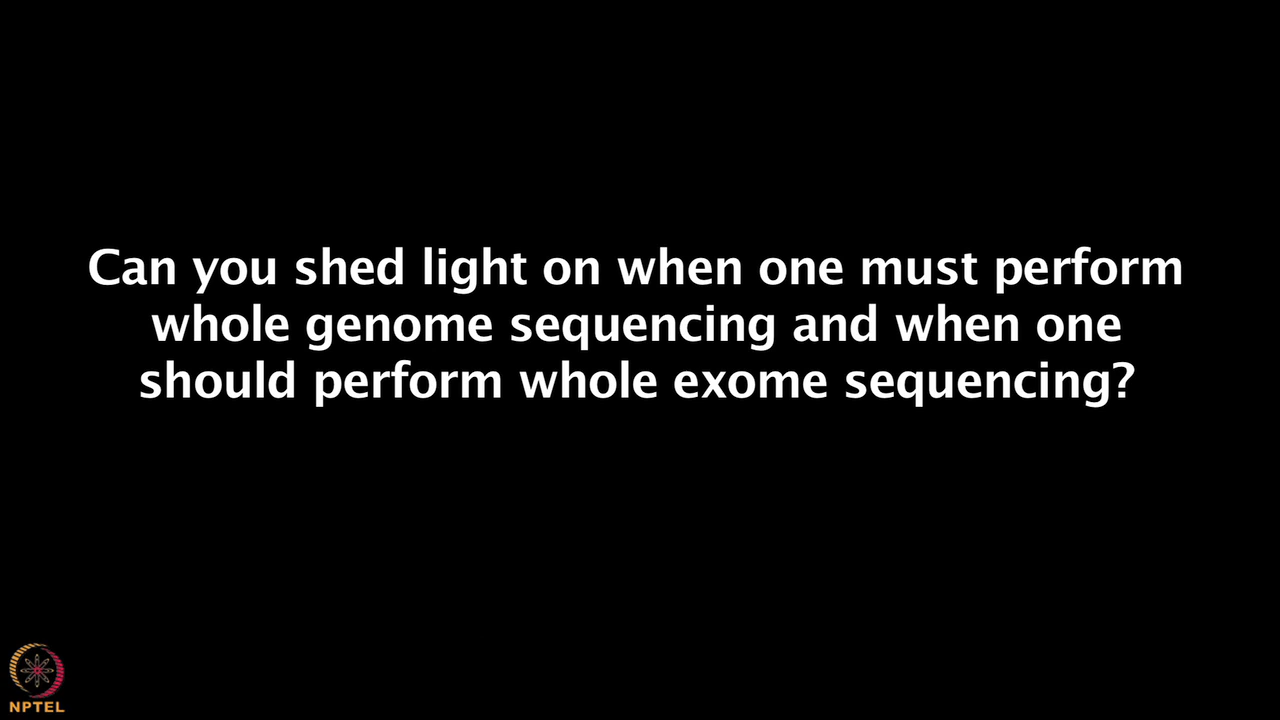 Can you shed light on when one must perform
whole genome sequencing and when one
should perform whole exome sequencing?
NPTEL